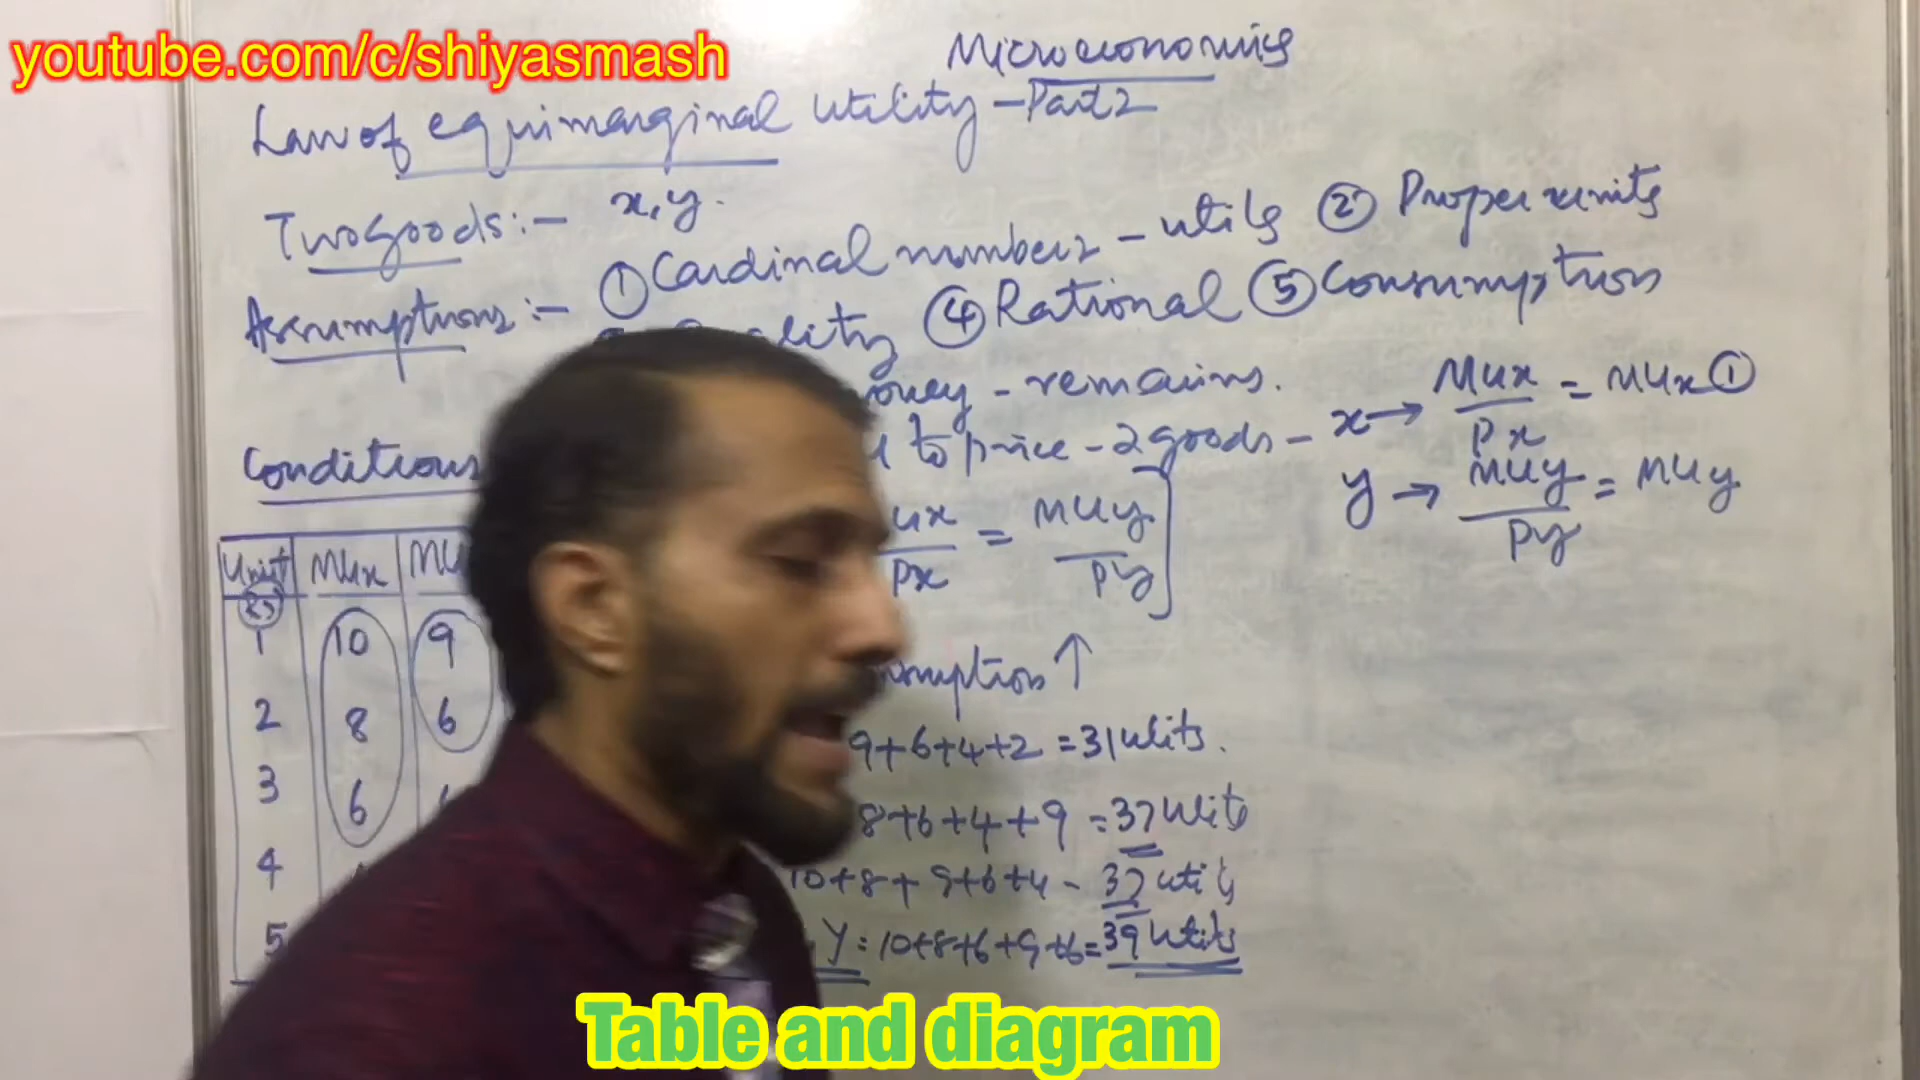 youtube.com/c/shiyasmash
Microeconomics
Law of equimarginal utility - Part 2
Two Goods :- x, y.
Assumptions :- ① Cardinal numbers - utils ② Proper units
④ Rational ⑤ Consumption
- remains.
to price - 2 goods -
x → MUx / Px = MUx ①
y → MUy / Py = MUy
Conditions
ux / Px = MUy / Py
Unit MUx MU
1 10 9
2 8 6
3 6
4
5
↑
9+6+4+2 = 31 utils.
8+6+4+9 = 37 utils
10+8+9+6+4 - 37 utils
Y: 10+8+6+9+6 = 39 utils
Table and diagram